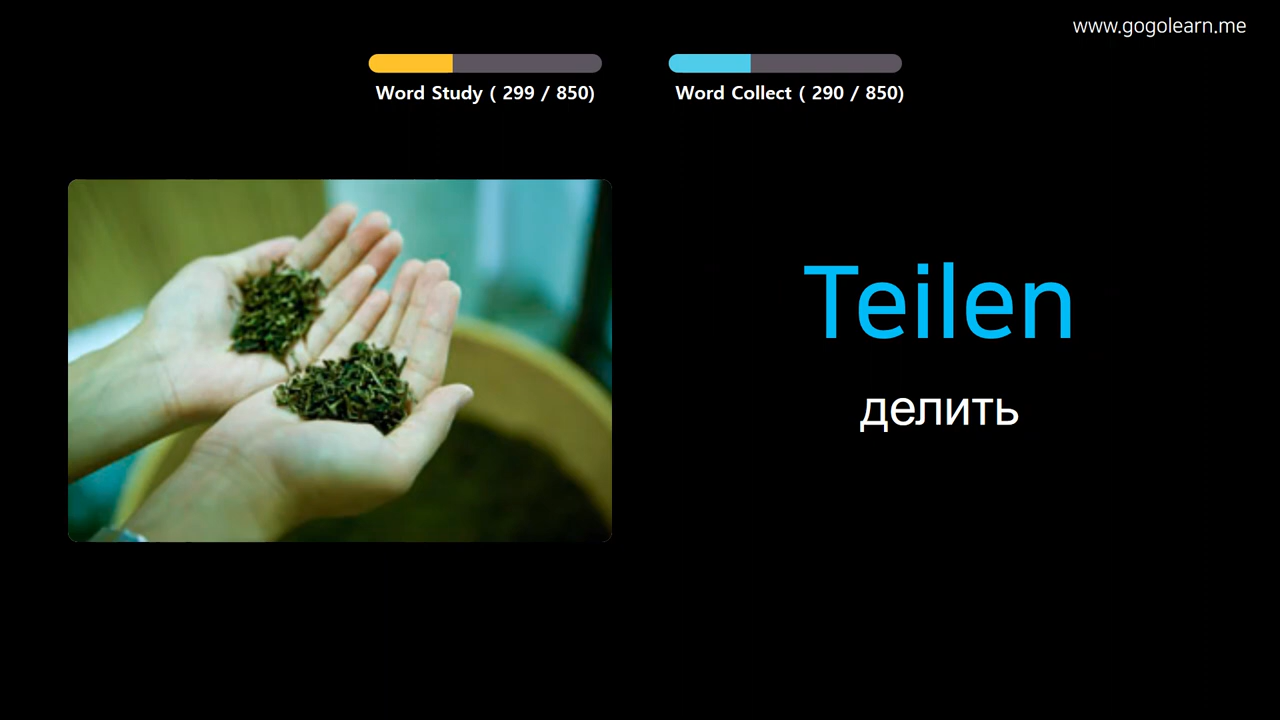 www.gogolearn.me
Word Study ( 299 / 850)
Word Collect ( 290 / 850)
Teilen
делить